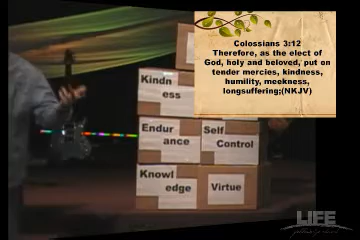 Colossians 3:12
Therefore, as the elect of
God, holy and beloved, put on
tender mercies, kindness,
humility, meekness,
longsuffering;(NKJV)
Kindn
ess
Endur
ance
Self
Control
Knowl
edge
Virtue
LIFE